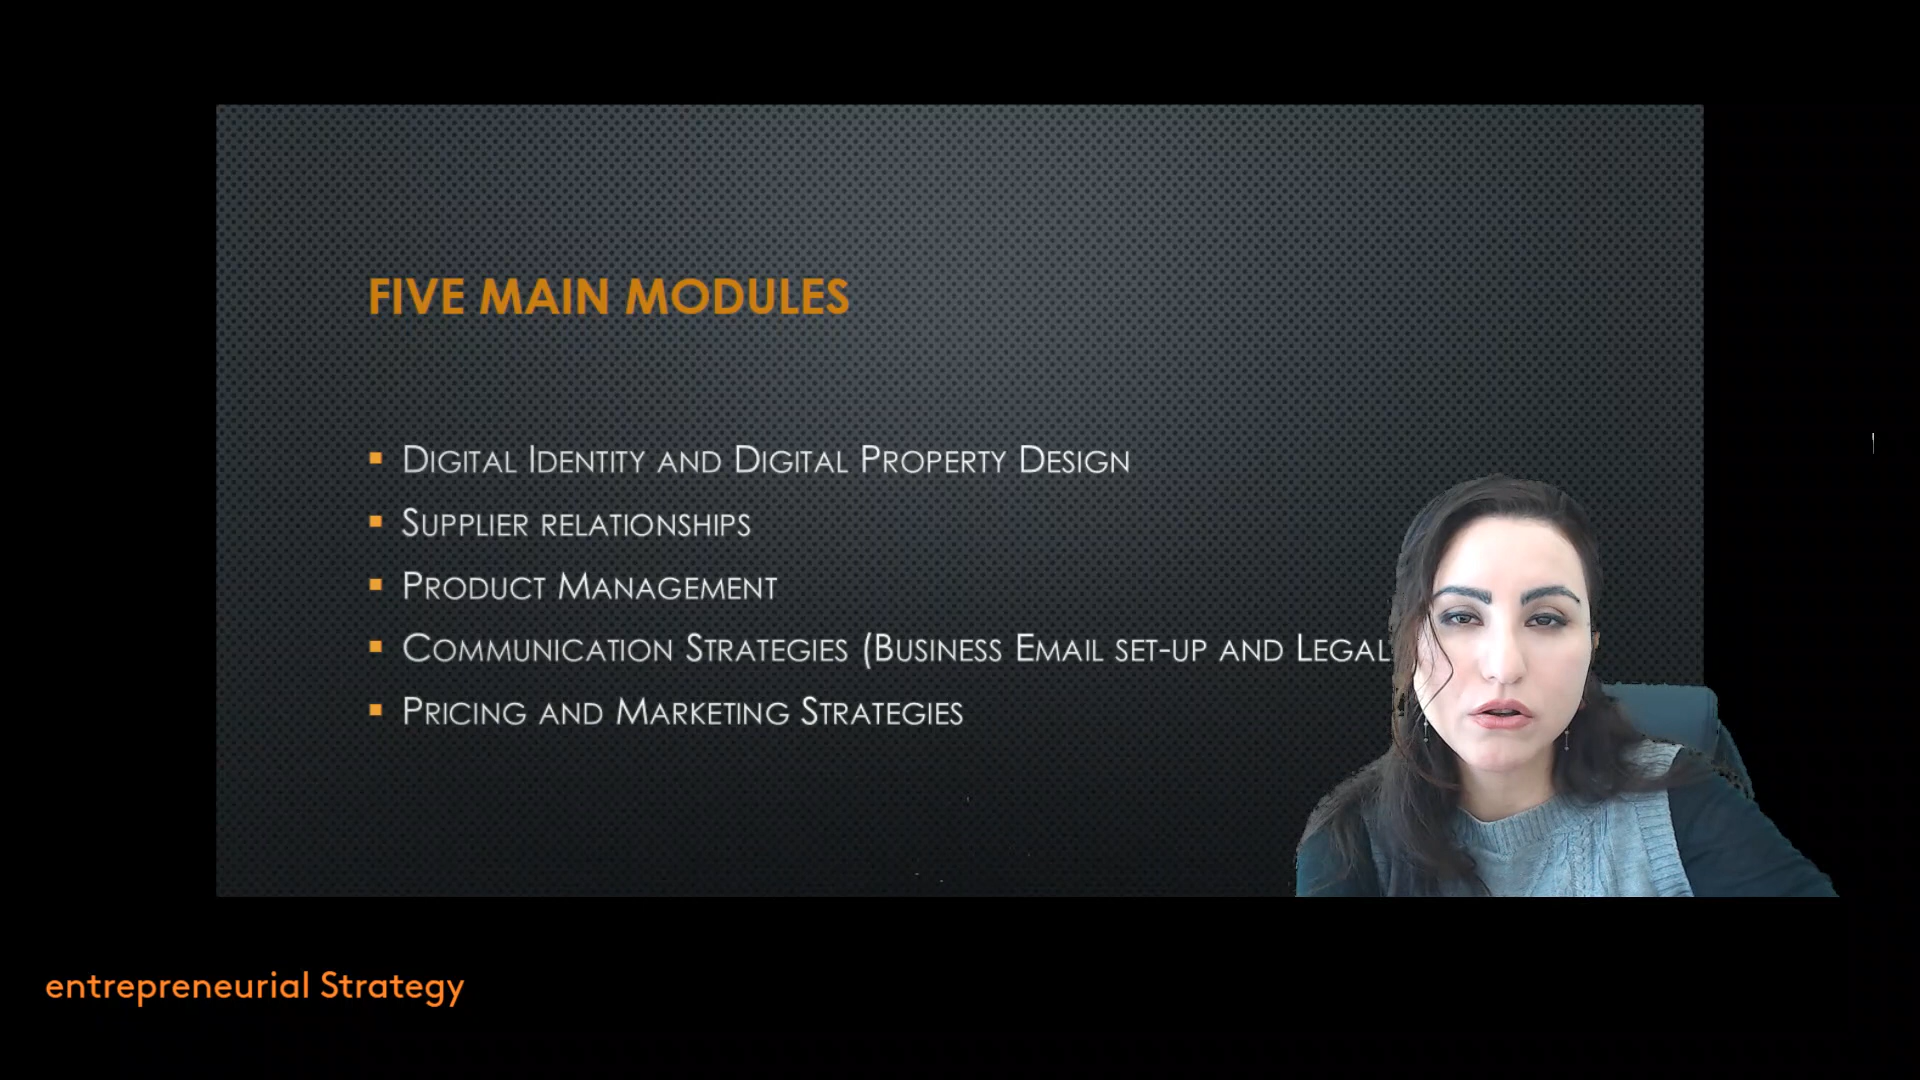 FIVE MAIN MODULES
DIGITAL IDENTITY AND DIGITAL PROPERTY DESIGN
SUPPLIER RELATIONSHIPS
PRODUCT MANAGEMENT
COMMUNICATION STRATEGIES (BUSINESS EMAIL SET-UP AND LEGAL
PRICING AND MARKETING STRATEGIES
entrepreneurial Strategy